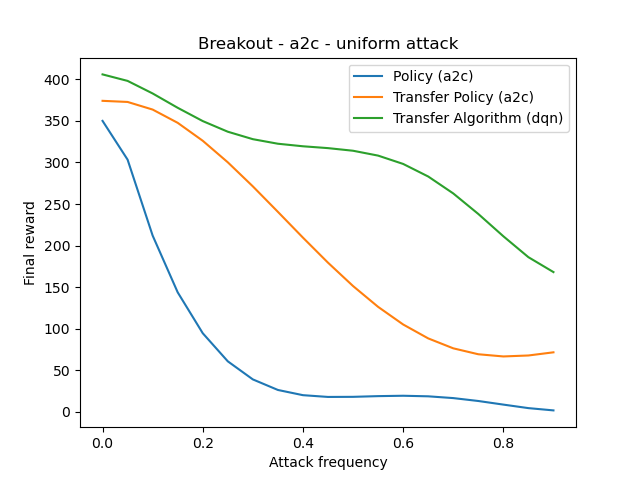 Breakout - a2c - uniform attack
Policy (a2c)
Transfer Policy (a2c)
Transfer Algorithm (dqn)
Final reward
400
350
300
250
200
150
100
50
0
0.0 0.2 0.4 0.6 0.8
Attack frequency